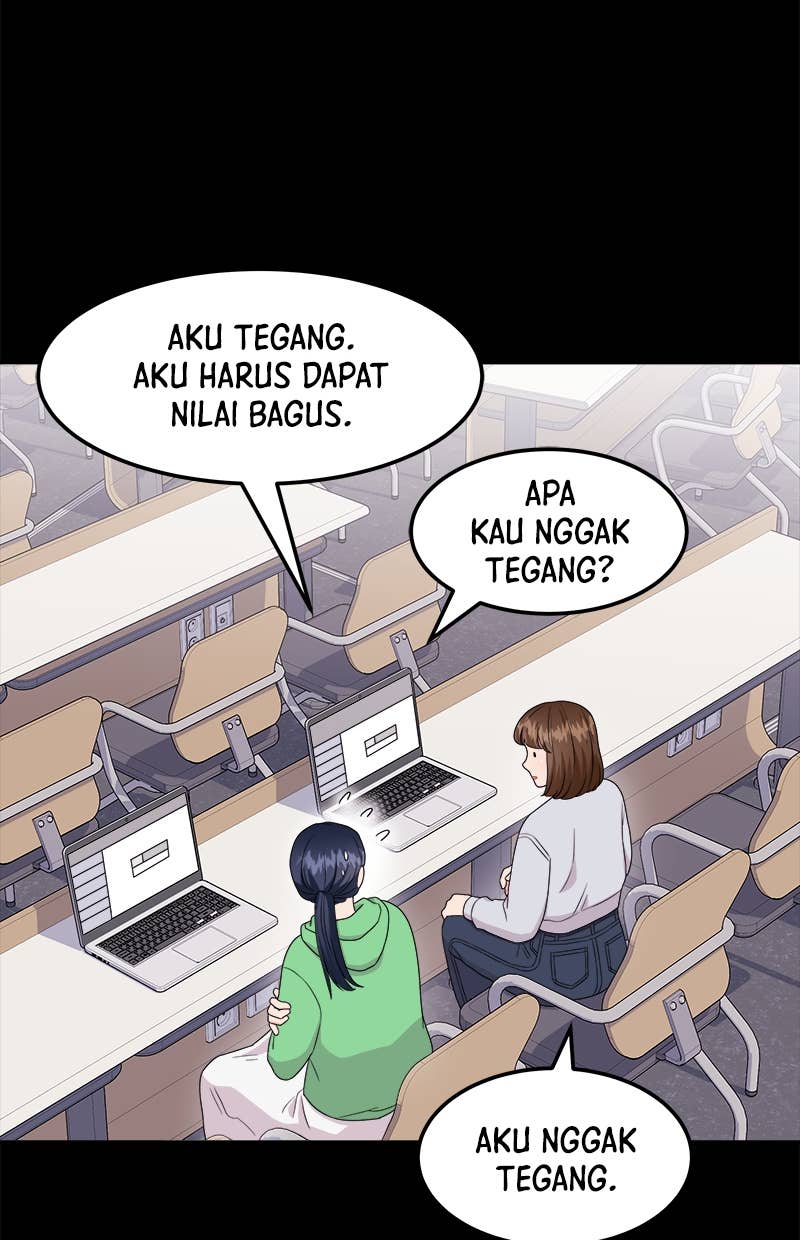 AKU TEGANG.
AKU HARUS DAPAT
NILAI BAGUS.
APA
KAU NGGAK
TEGANG?
AKU NGGAK
TEGANG.